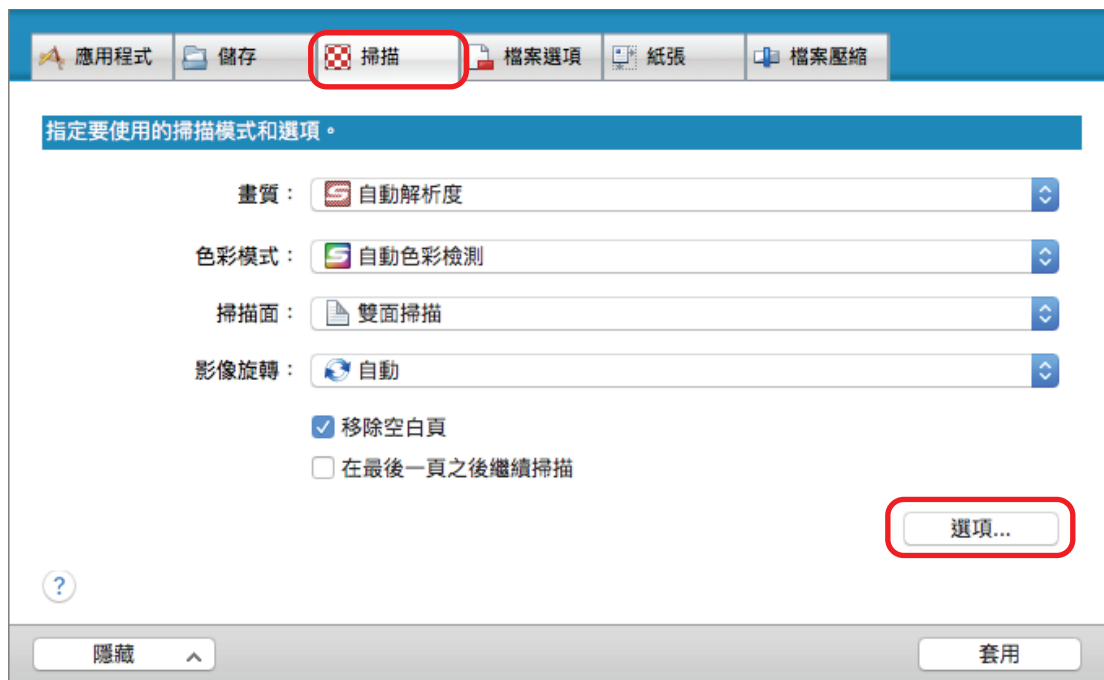 應用程式 儲存 掃描 檔案選項 紙張 檔案壓縮
指定要使用的掃描模式和選項。
畫質： 自動解析度
色彩模式： 自動色彩檢測
掃描面： 雙面掃描
影像旋轉： 自動
移除空白頁
在最後一頁之後繼續掃描
選項...
?
隱藏 套用